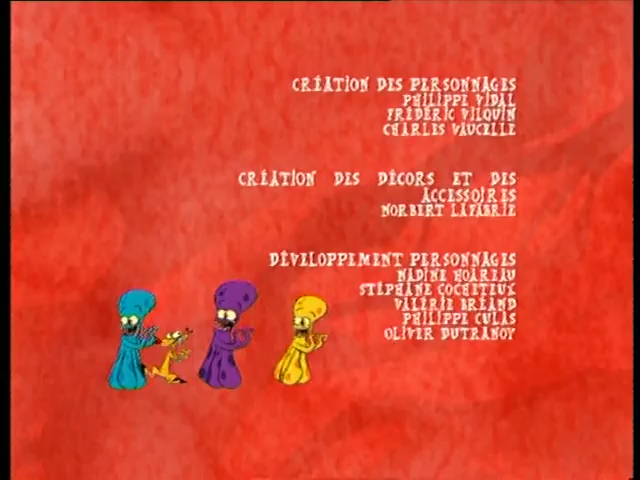 CRÉATION DES PERSONNAGES
PHILIPPE VIDAL
FRÉDÉRIC VILQUIN
CHARLES VAUCELLE
CRÉATION DES DÉCORS ET DES
ACCESSOIRES
NORBERT LAFABRIE
DÉVELOPPEMENT PERSONNAGES
NADINE HOAREAU
STÉPHANE COCHETEUX
VALÉRIE BRÉAND
PHILIPPE CULAS
OLIVER DUTRANOY